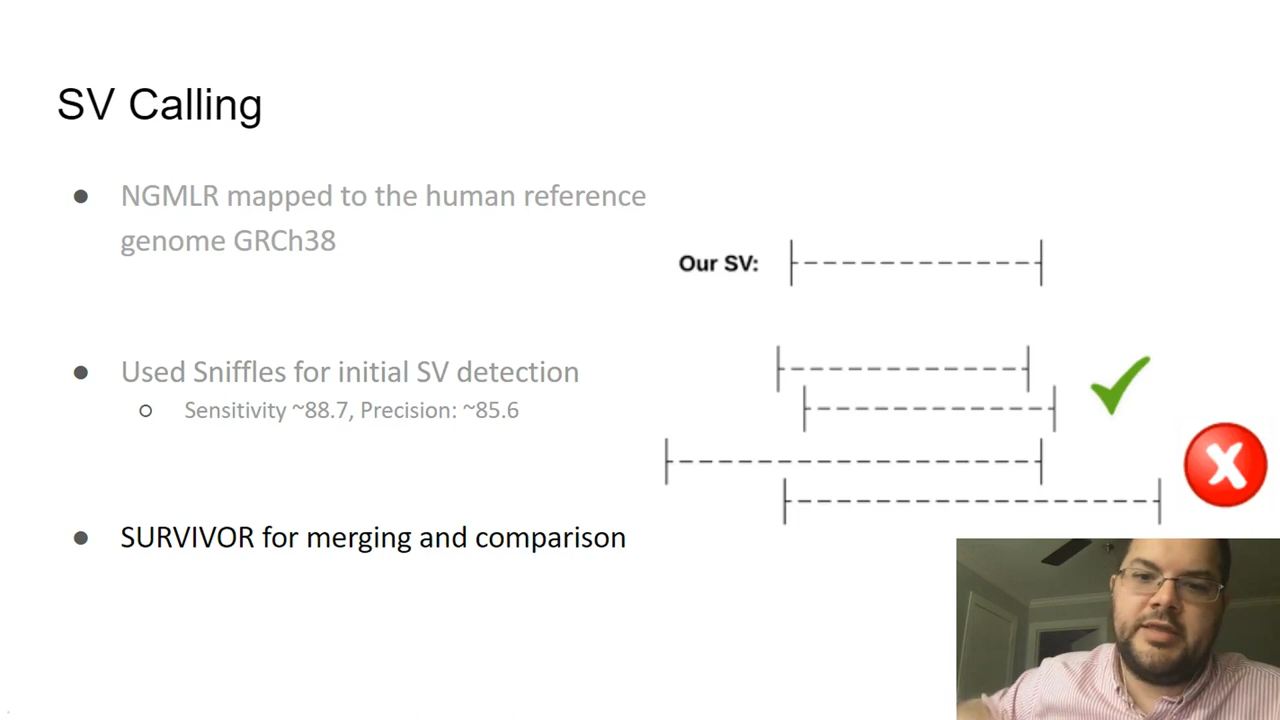 SV Calling
NGMLR mapped to the human reference
genome GRCh38
Used Sniffles for initial SV detection
Sensitivity ~88.7, Precision: ~85.6
SURVIVOR for merging and comparison
Our SV: